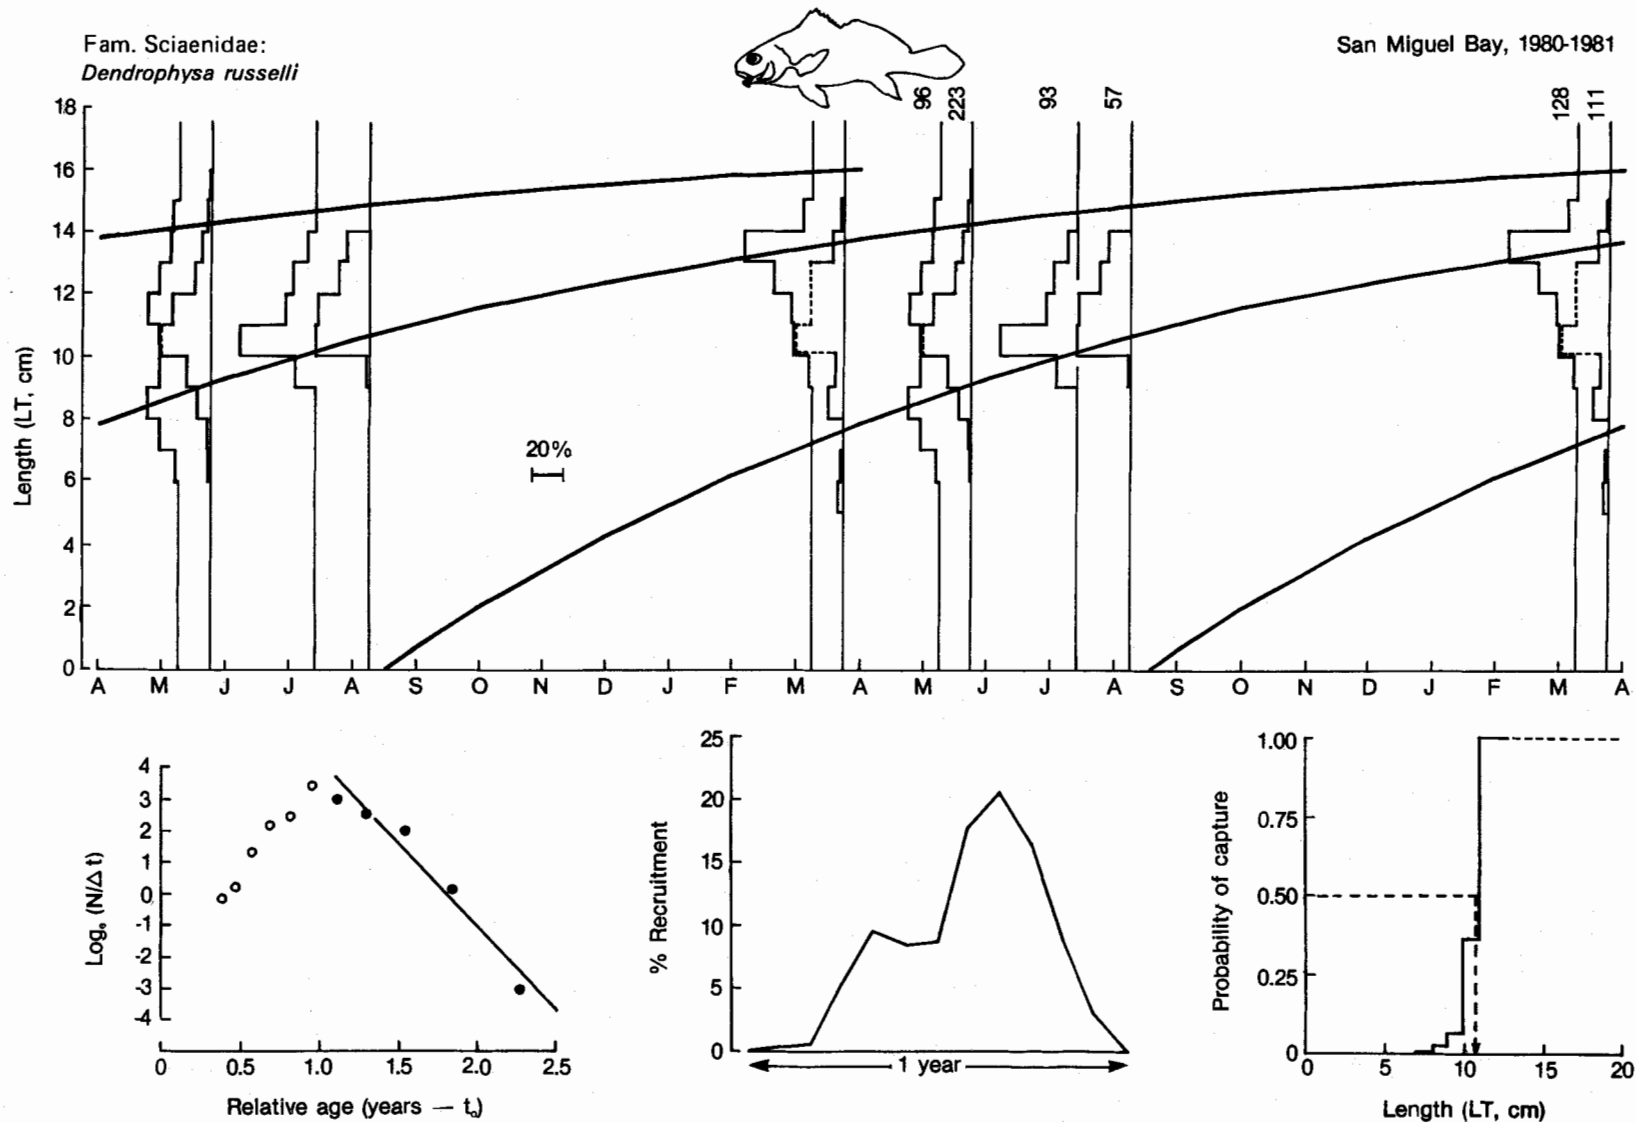 Fam. Sciaenidae:
Dendrophysa russelli
San Miguel Bay, 1980-1981
96
223
93
57
128
111
18
16
14
12
10
8
6
4
2
0
Length (LT, cm)
20%
A M J J A S O N D J F M A M J J A S O N D J F M A
4
3
2
1
0
-1
-2
-3
-4
Logₑ (N/Δ t)
0 0.5 1.0 1.5 2.0 2.5
Relative age (years — tₒ)
25
20
15
10
5
0
% Recruitment
1 year
1.00
0.75
0.50
0.25
0
Probability of capture
0 5 10 15 20
Length (LT, cm)